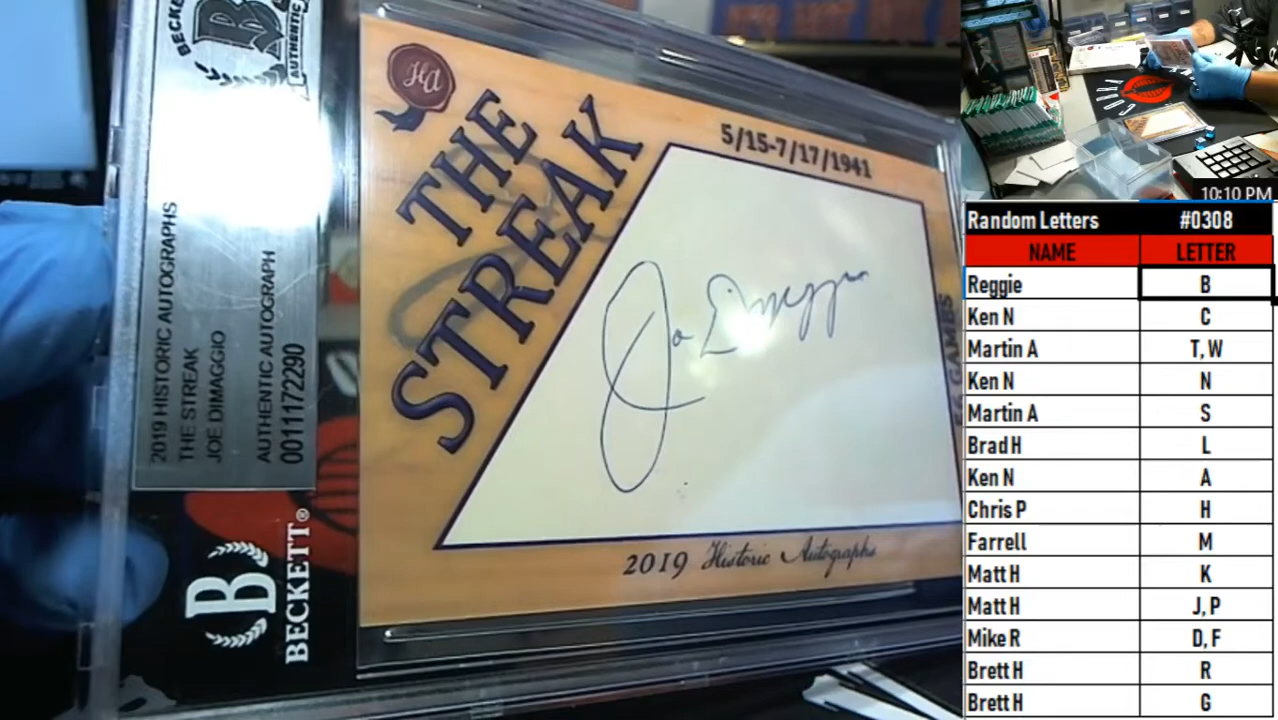 BECKETT
AUTHENTIC
2019 HISTORIC AUTOGRAPHS
THE STREAK
JOE DIMAGGIO
AUTHENTIC AUTOGRAPH
0011172290
B
BECKETT®
HA
THE
STREAK
5/15-7/17/1941
Joe DiMaggio
GAMES
2019 Historic Autographs
10:10 PM
Random Letters #0308
NAME LETTER
Reggie B
Ken N C
Martin A T, W
Ken N N
Martin A S
Brad H L
Ken N A
Chris P H
Farrell M
Matt H K
Matt H J, P
Mike R D, F
Brett H R
Brett H G